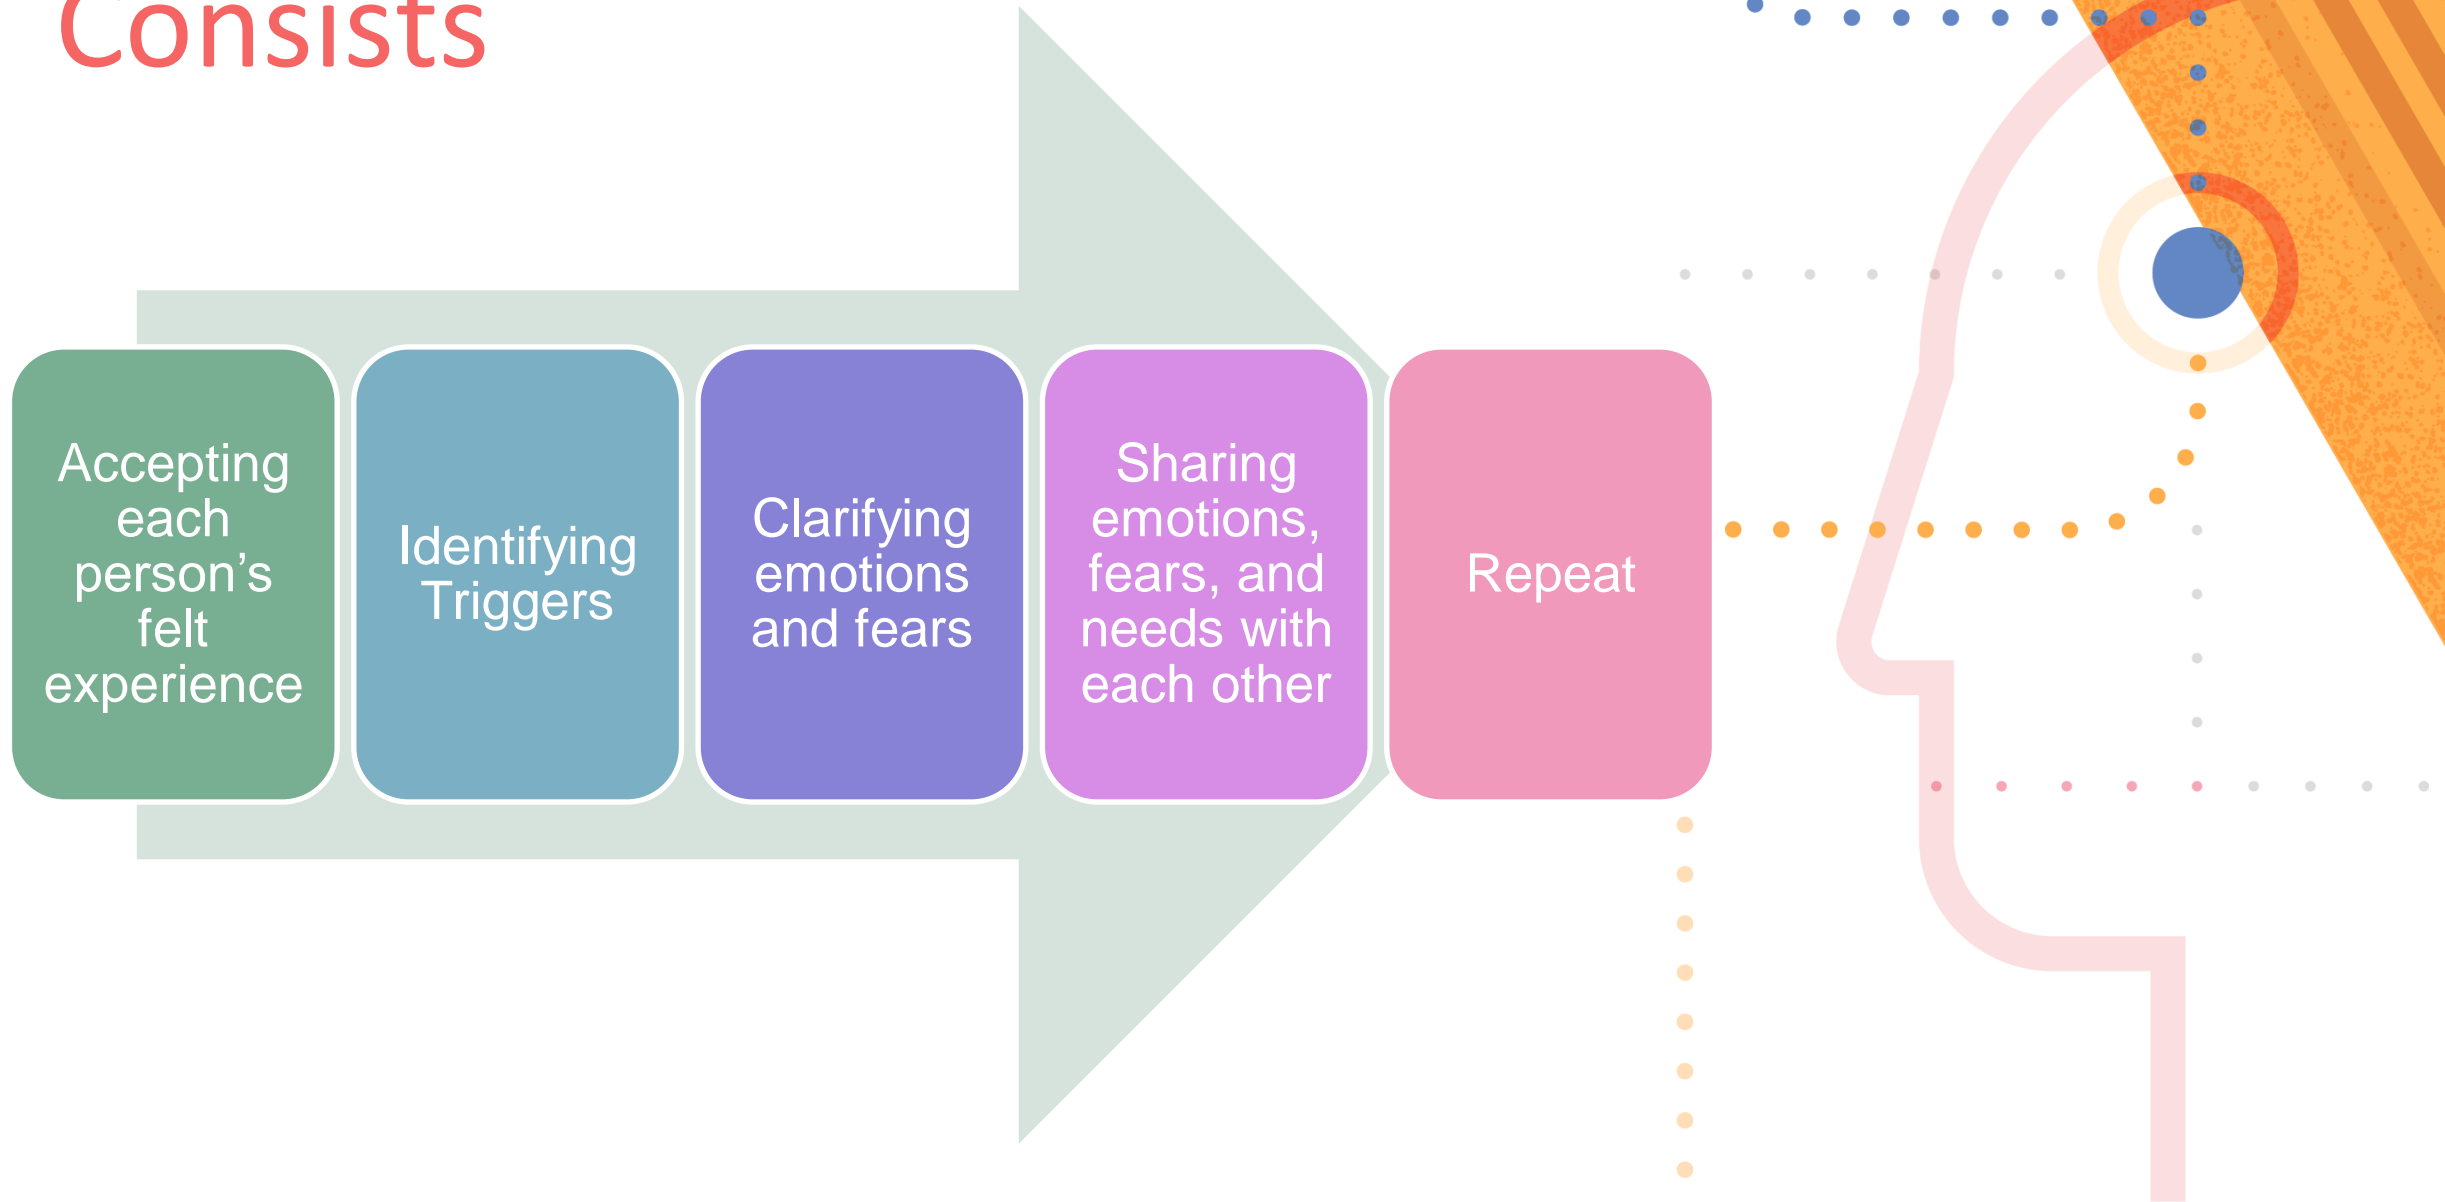 Consists
Accepting
each
person’s
felt
experience
Identifying
Triggers
Clarifying
emotions
and fears
Sharing
emotions,
fears, and
needs with
each other
Repeat